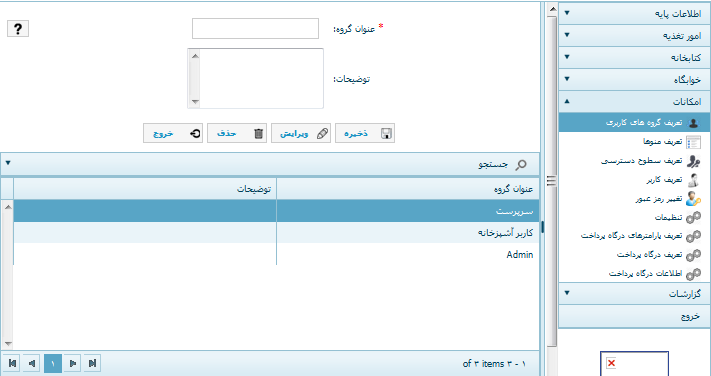 اطلاعات پایه
امور تغذیه
کتابخانه
خوابگاه
امکانات
تعریف گروه های کاربری
تعریف منوها
تعریف سطوح دسترسی
تعریف کاربر
تغییر رمز عبور
تنظیمات
تعریف پارامترهای درگاه پرداخت
تعریف درگاه پرداخت
اطلاعات درگاه پرداخت
گزارشات
خروج
* عنوان گروه:
?
توضیحات:
ذخیره
ویرایش
حذف
خروج
جستجو
عنوان گروه
توضیحات
سرپرست
کاربر آشپزخانه
Admin
۱
۱ - ۳ of ۳ items